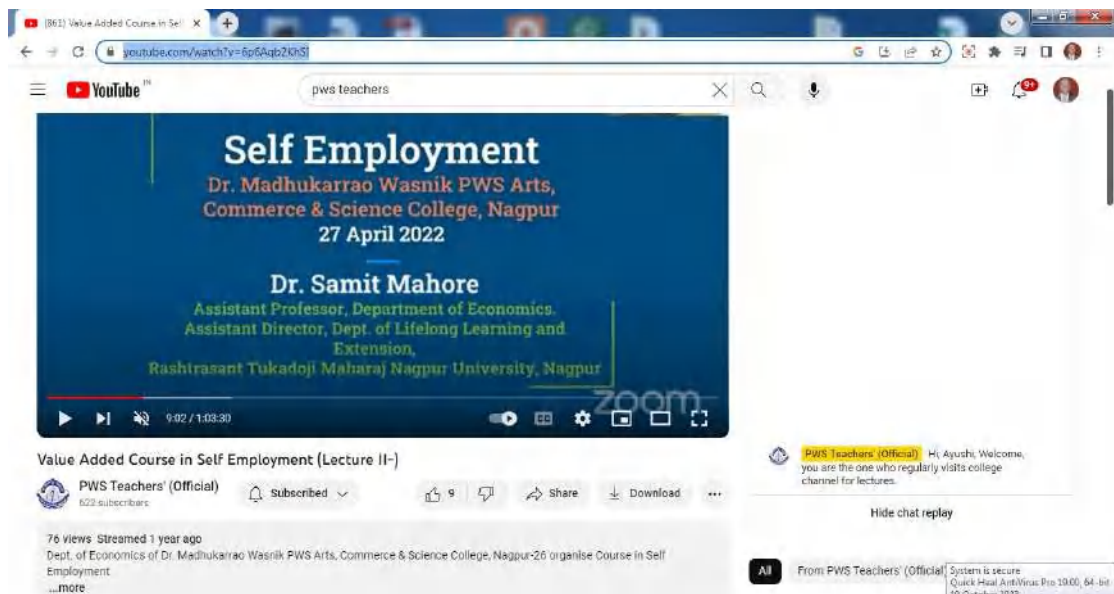 (863) Value Added Course in Sel
youtube.com/watch?v=6p6Aqb2KhSI
YouTube IN
pws teachers
9+
Self Employment
Dr. Madhukarrao Wasnik PWS Arts,
Commerce & Science College, Nagpur
27 April 2022
Dr. Samit Mahore
Assistant Professor, Department of Economics.
Assistant Director, Dept. of Lifelong Learning and
Extension,
Rashtrasant Tukadoji Maharaj Nagpur University, Nagpur
zoom
9:02 / 1:03:30
CC
Value Added Course in Self Employment (Lecture II-)
PWS Teachers' (Official)
622 subscribers
Subscribed
9
Share
Download
76 views Streamed 1 year ago
Dept. of Economics of Dr. Madhukarrao Wasnik PWS Arts, Commerce & Science College, Nagpur-26 organise Course in Self
Employment
...more
PWS Teachers' (Official) Hi, Ayushi, Welcome,
you are the one who regularly visits college
channel for lectures.
Hide chat replay
All
From PWS Teachers' (Official)
System is secure
Quick Heal AntiVirus Pro 19.00, 64-bit